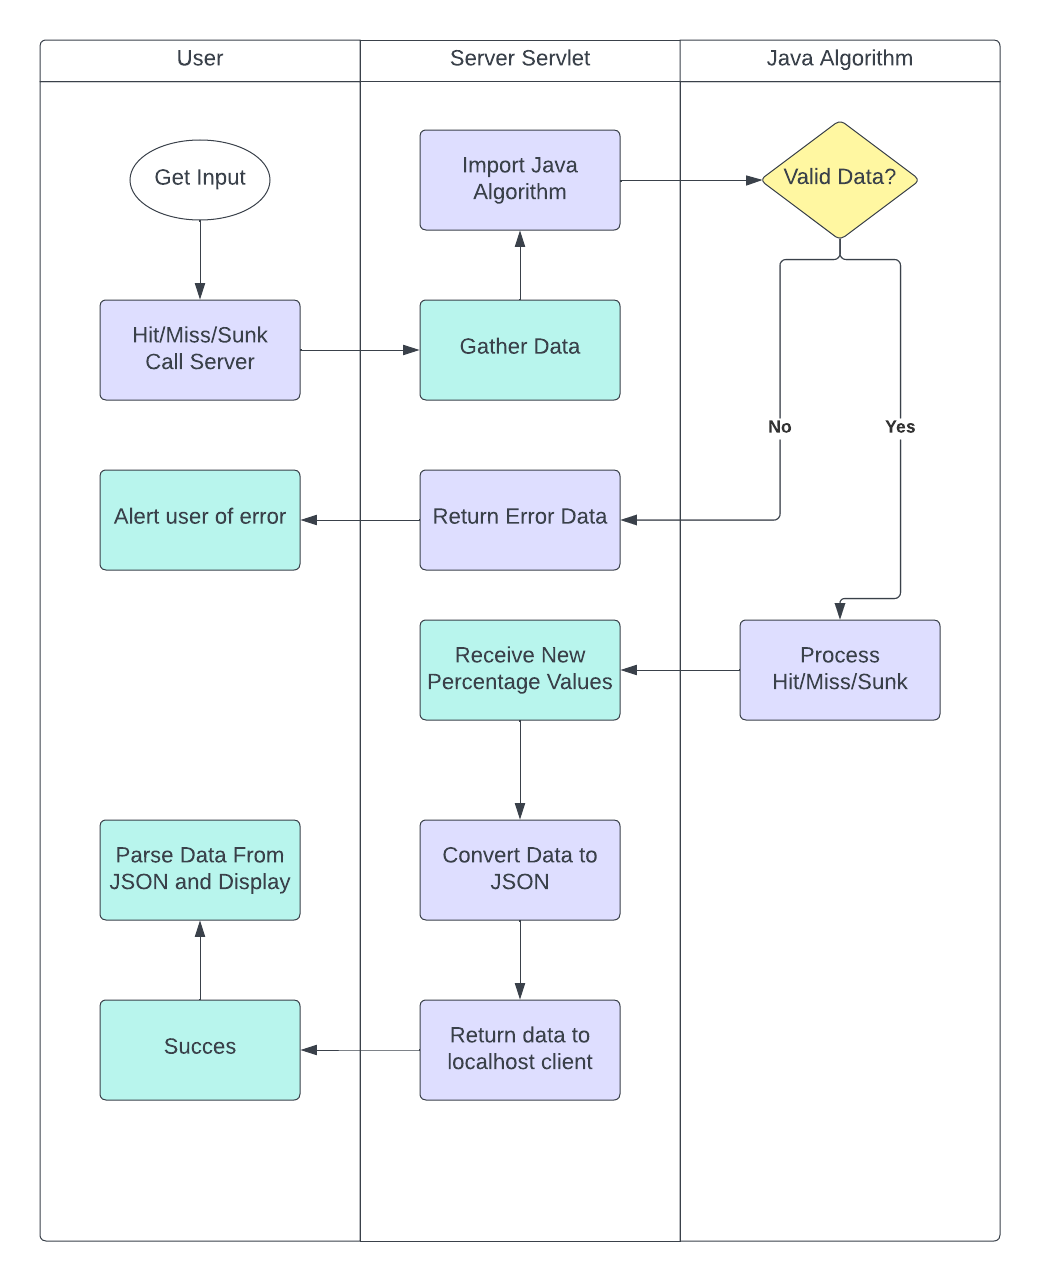 User
Server Servlet
Java Algorithm
Get Input
Import Java
Algorithm
Valid Data?
Hit/Miss/Sunk
Call Server
Gather Data
No
Yes
Alert user of error
Return Error Data
Receive New
Percentage Values
Process
Hit/Miss/Sunk
Parse Data From
JSON and Display
Convert Data to
JSON
Succes
Return data to
localhost client